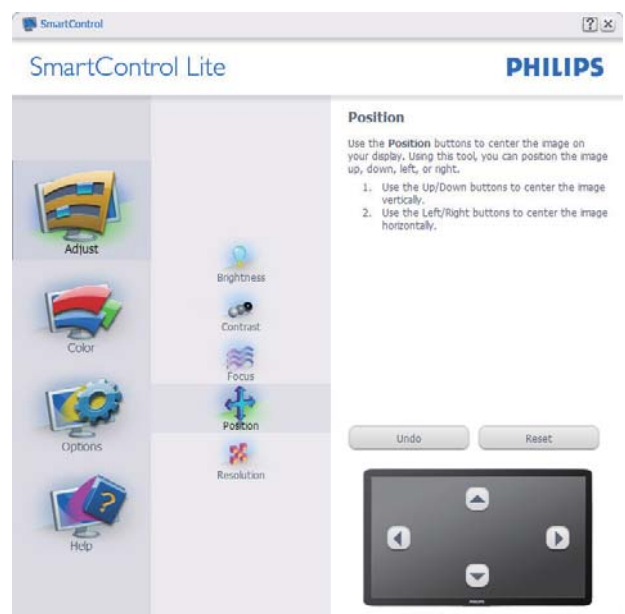 SmartControl
?
SmartControl Lite
PHILIPS
Adjust
Color
Options
?
Help
Brightness
Contrast
Focus
Position
Resolution
Position
Use the Position buttons to center the image on
your display. Using this tool, you can position the image
up, down, left, or right.
1. Use the Up/Down buttons to center the image
vertically.
2. Use the Left/Right buttons to center the image
horizontally.
Undo
Reset
PHILIPS